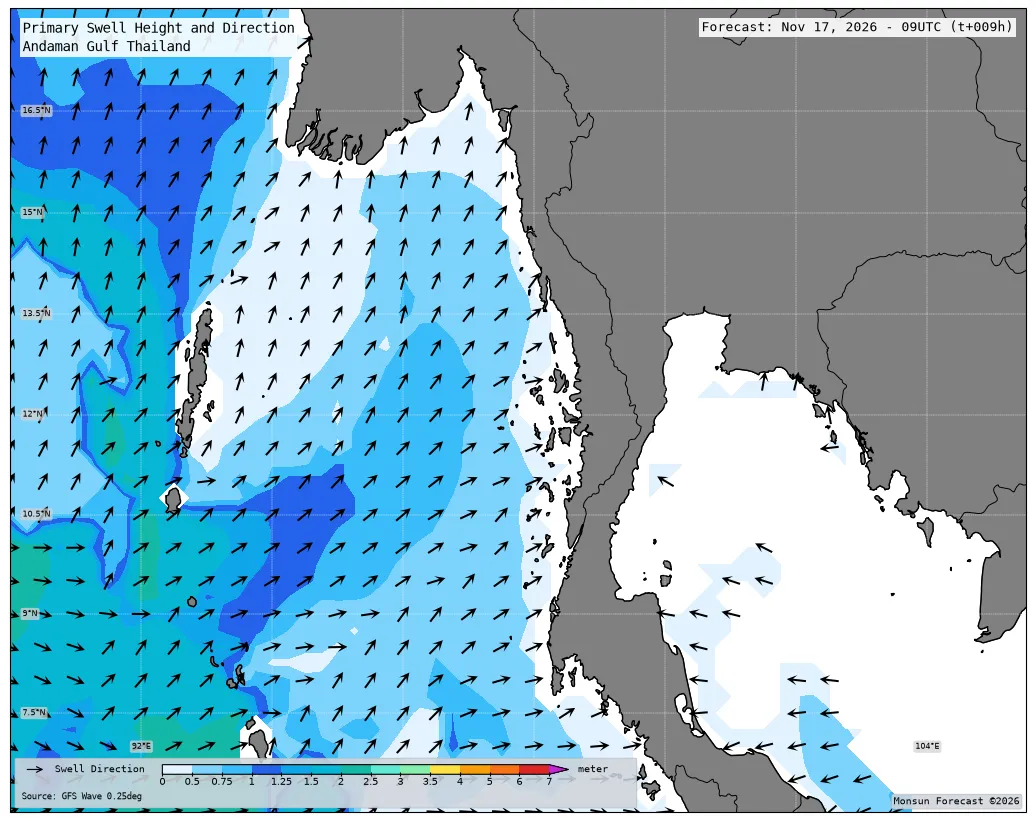 Primary Swell Height and Direction
Andaman Gulf Thailand
Forecast: Nov 17, 2026 - 09UTC (t+009h)
16.5°N
15°N
13.5°N
12°N
10.5°N
9°N
7.5°N
92°E
104°E
Swell Direction
meter
0 0.5 0.75 1.25 1.5 2 2.5 3 3.5 4 5 6 7
Source: GFS Wave 0.25deg
Monsun Forecast ©2026